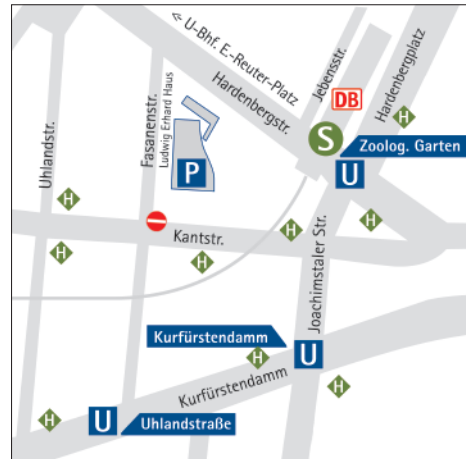 < U-Bhf. E.-Reuter-Platz
Hardenbergstr.
Jebensstr.
DB
Hardenbergplatz
H
S
Zoolog. Garten
U
Uhlandstr.
Fasanenstr.
Ludwig Erhard Haus
P
H
H
H
H
H
Kantstr.
Joachimstaler Str.
Kurfürstendamm
U
H
H
Kurfürstendamm
H
U
Uhlandstraße